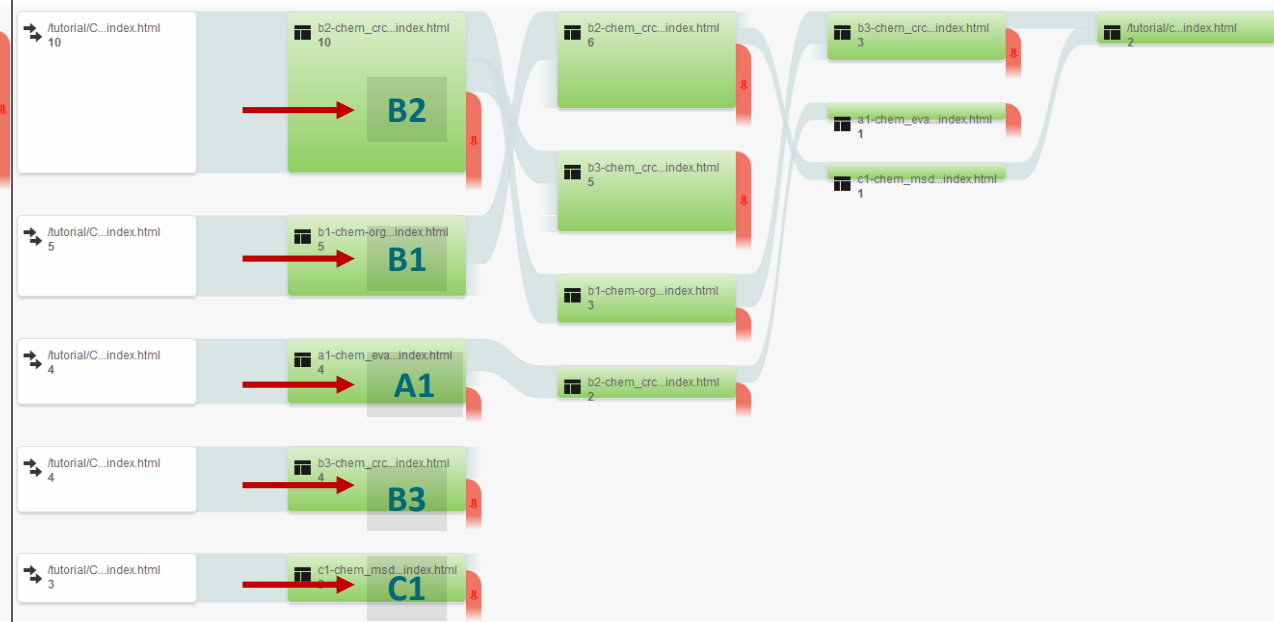 /tutorial/C...index.html
10
b2-chem_crc...index.html
10
B2
b2-chem_crc...index.html
6
b3-chem_crc...index.html
3
/tutorial/c...index.html
2
a1-chem_eva...index.html
1
b3-chem_crc...index.html
5
c1-chem_msd...index.html
1
/tutorial/C...index.html
5
b1-chem-org...index.html
5
B1
b1-chem-org...index.html
3
/tutorial/C...index.html
4
a1-chem_eva...index.html
4
A1
b2-chem_crc...index.html
2
/tutorial/C...index.html
4
b3-chem_crc...index.html
4
B3
/tutorial/C...index.html
3
c1-chem_msd...index.html
C1